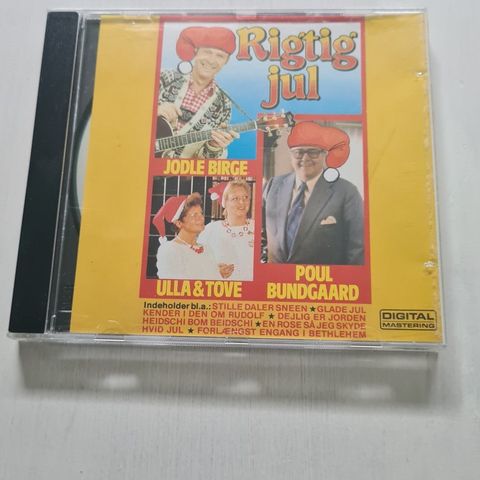 Rigtig
jul
JODLE BIRGE
ULLA & TOVE
POUL
BUNDGAARD
Indeholder bl.a.: STILLE DALER SNEEN ★ GLADE JUL
KENDER I DEN OM RUDOLF ★ DEJLIG ER JORDEN
HEIDSCHI BOM BEIDSCHI ★ EN ROSE SÅ JEG SKYDE
HVID JUL ★ FORLÆNGST ENGANG I BETHLEHEM
DIGITAL
MASTERING